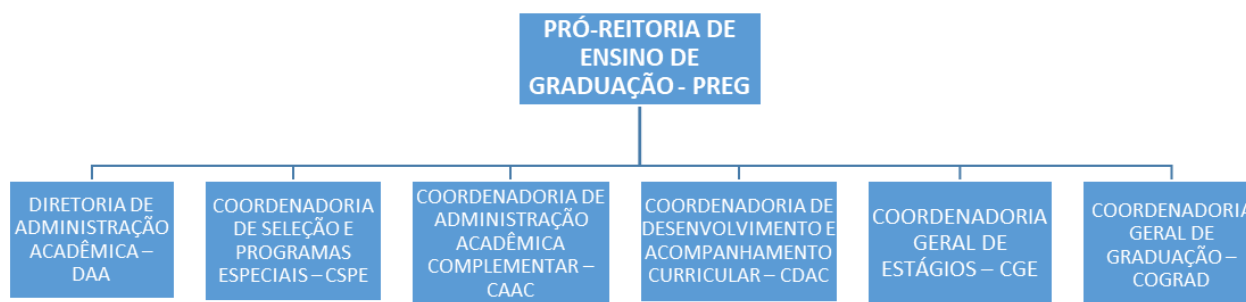 PRÓ-REITORIA DE
ENSINO DE
GRADUAÇÃO - PREG
DIRETORIA DE
ADMINISTRAÇÃO
ACADÊMICA –
DAA
COORDENADORIA
DE SELEÇÃO E
PROGRAMAS
ESPECIAIS – CSPE
COORDENADORIA DE
ADMINISTRAÇÃO
ACADÊMICA
COMPLEMENTAR –
CAAC
COORDENADORIA DE
DESENVOLVIMENTO E
ACOMPANHAMENTO
CURRICULAR – CDAC
COORDENADORIA
GERAL DE
ESTÁGIOS – CGE
COORDENADORIA
GERAL DE
GRADUAÇÃO –
COGRAD